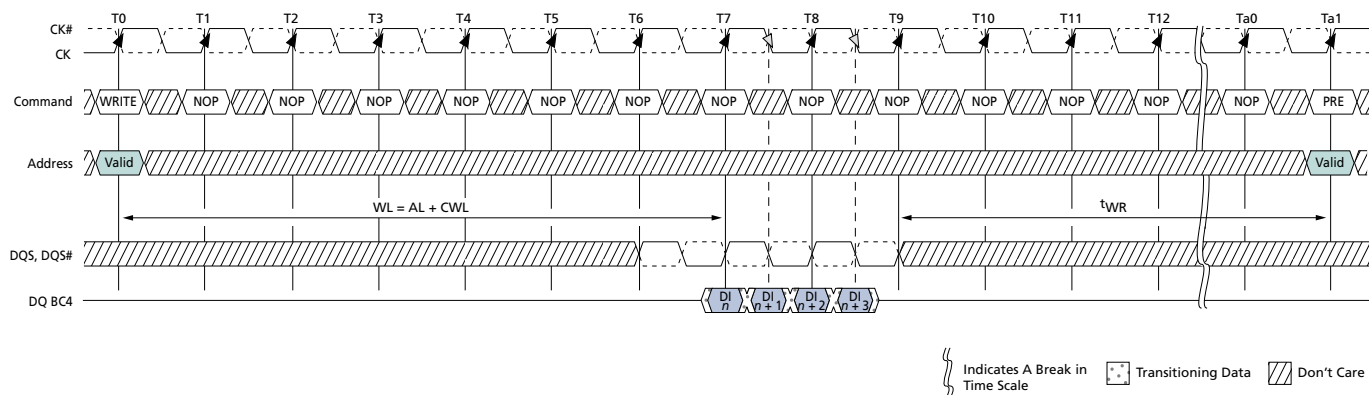 T0 T1 T2 T3 T4 T5 T6 T7 T8 T9 T10 T11 T12 Ta0 Ta1
CK#
CK
Command WRITE NOP NOP NOP NOP NOP NOP NOP NOP NOP NOP NOP NOP NOP PRE
Address Valid Valid
WL = AL + CWL tWR
DQS, DQS#
DQ BC4 DI n DI n + 1 DI n + 2 DI n + 3
Indicates A Break in
Time Scale
Transitioning Data
Don't Care